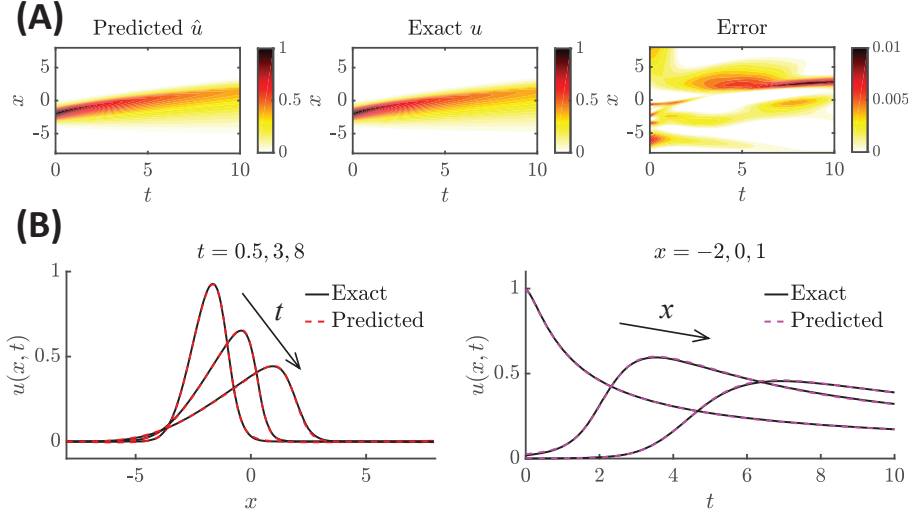 (A)
Predicted û
Exact u
Error
x
5
0
-5
0
5
10
t
1
0.5
0
x
5
0
-5
0
5
10
t
1
0.5
0
x
5
0
-5
0
5
10
t
0.01
0.005
0
(B)
t = 0.5, 3, 8
u(x, t)
1
0.5
0
-5
0
5
x
t
Exact
Predicted
x = −2, 0, 1
u(x, t)
1
0.5
0
0
2
4
6
8
10
t
x
Exact
Predicted